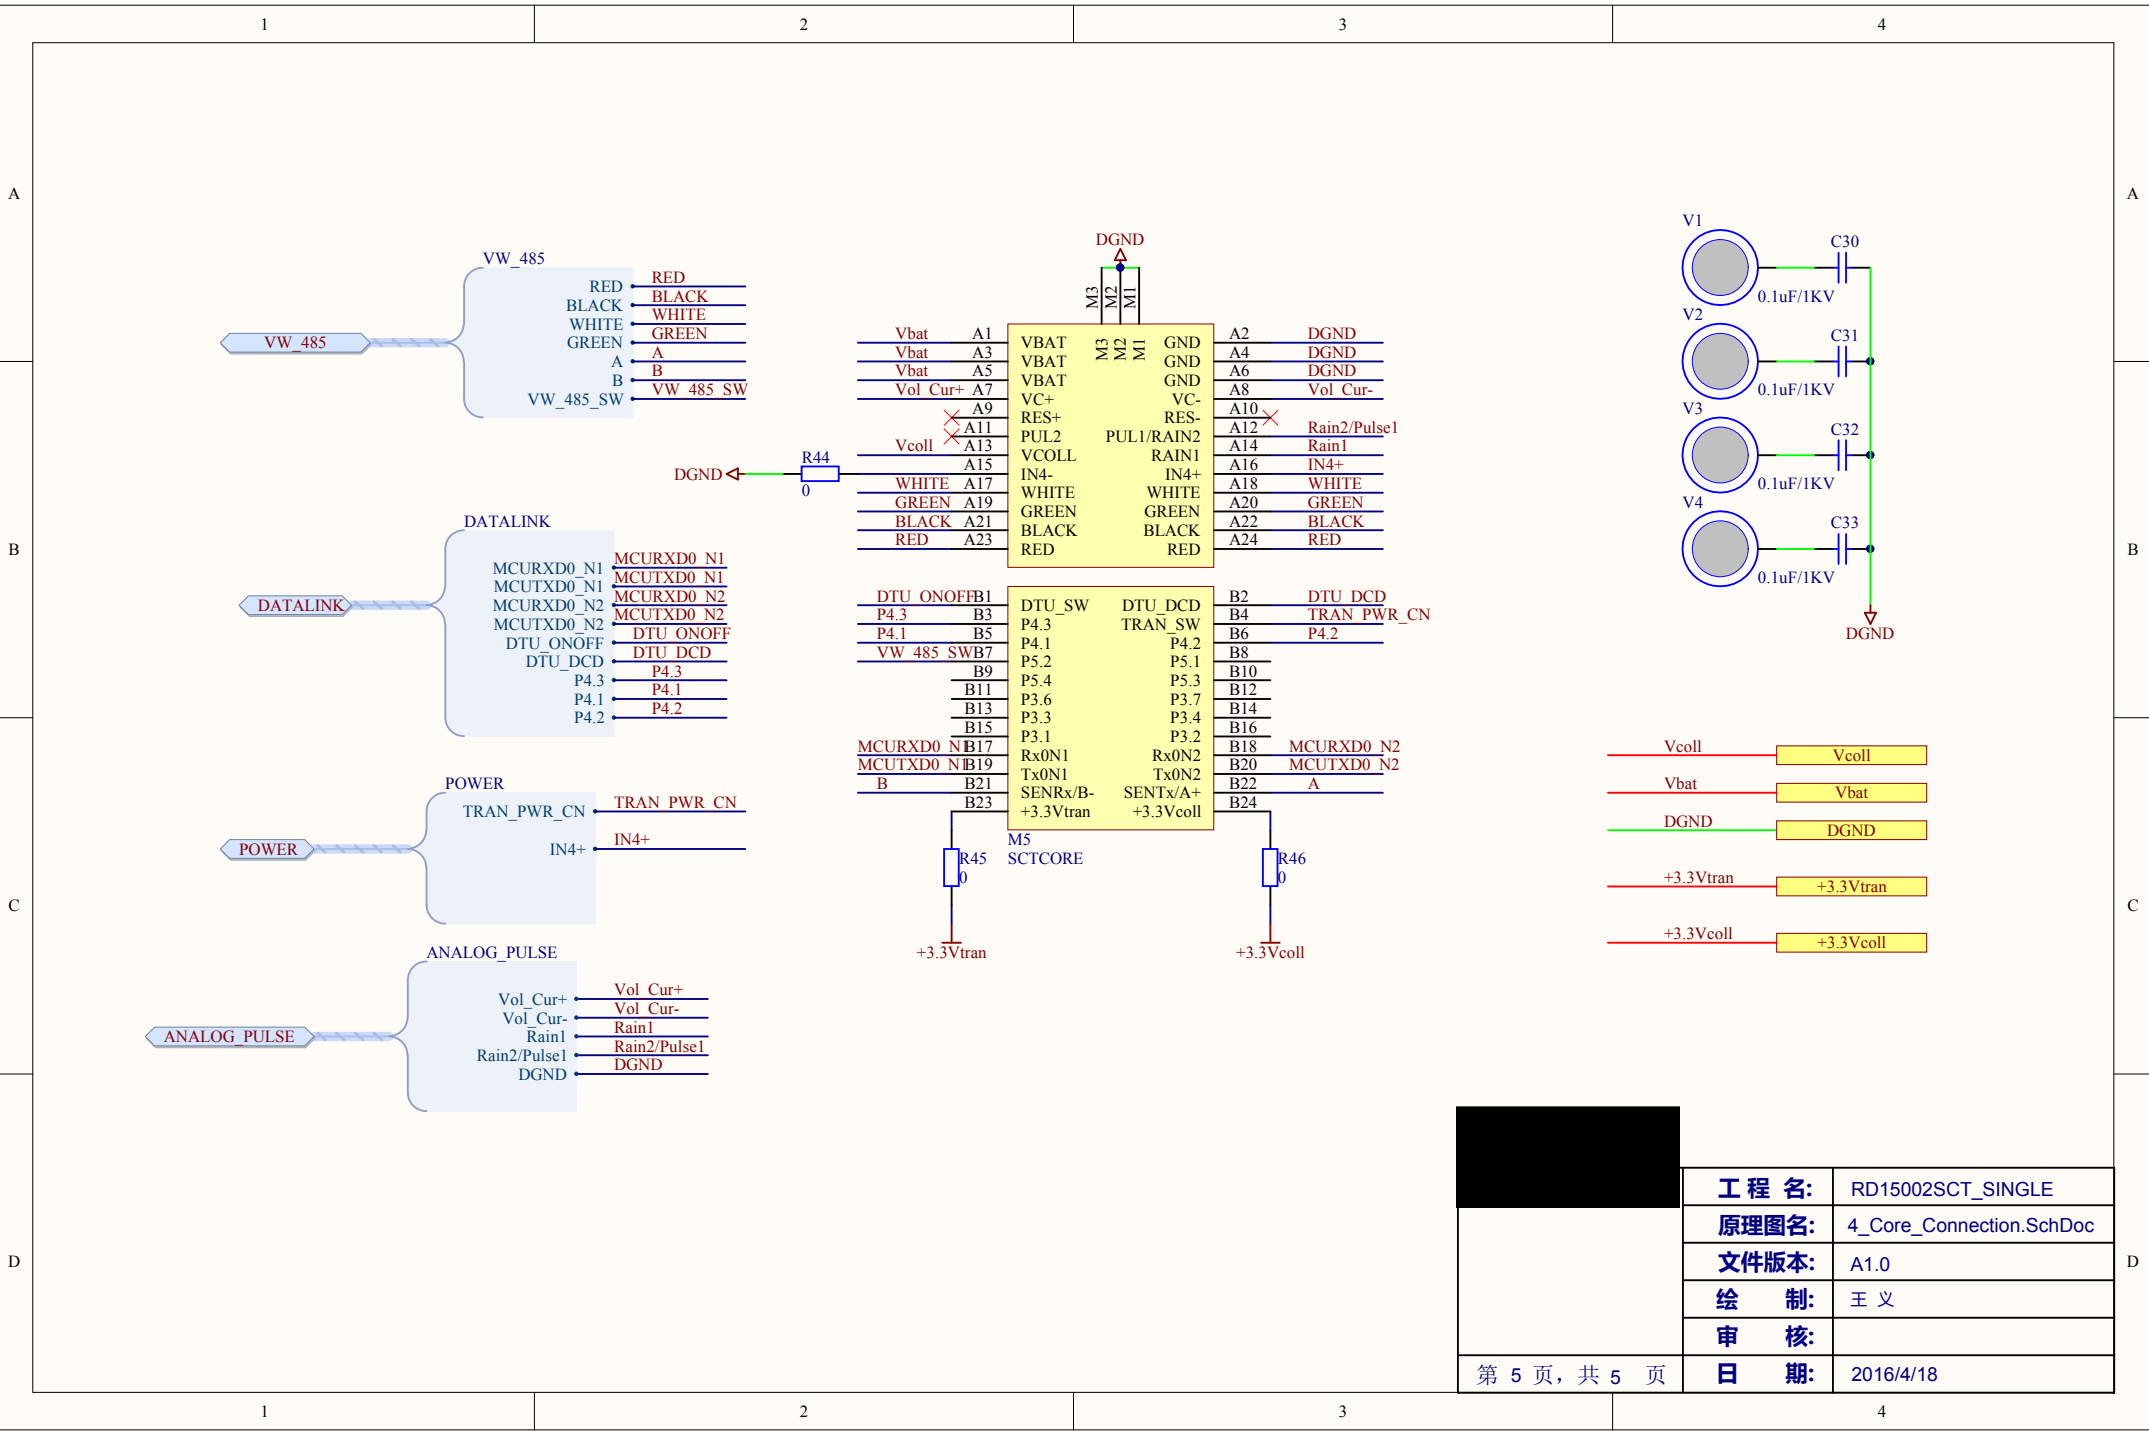 1 2 3 4
A A
B B
C C
D D
1 2 3 4
VW_485
VW_485
RED RED
BLACK BLACK
WHITE WHITE
GREEN GREEN
A A
B B
VW_485_SW VW_485_SW
DATALINK
DATALINK
MCURXD0_N1 MCURXD0_N1
MCUTXD0_N1 MCUTXD0_N1
MCURXD0_N2 MCURXD0_N2
MCUTXD0_N2 MCUTXD0_N2
DTU_ONOFF DTU_ONOFF
DTU_DCD DTU_DCD
P4.3 P4.3
P4.1 P4.1
P4.2 P4.2
POWER
POWER
TRAN_PWR_CN TRAN_PWR_CN
IN4+ IN4+
ANALOG_PULSE
ANALOG_PULSE
Vol_Cur+ Vol_Cur+
Vol_Cur- Vol_Cur-
Rain1 Rain1
Rain2/Pulse1 Rain2/Pulse1
DGND DGND
DGND
M3 M2 M1
M3 M2 M1
Vbat A1 VBAT GND A2 DGND
Vbat A3 VBAT GND A4 DGND
Vbat A5 VBAT GND A6 DGND
Vol_Cur+ A7 VC+ VC- A8 Vol_Cur-
A9 RES+ RES- A10
A11 PUL2 PUL1/RAIN2 A12 Rain2/Pulse1
Vcoll A13 VCOLL RAIN1 A14 Rain1
DGND R44 0 A15 IN4- IN4+ A16 IN4+
WHITE A17 WHITE WHITE A18 WHITE
GREEN A19 GREEN GREEN A20 GREEN
BLACK A21 BLACK BLACK A22 BLACK
RED A23 RED RED A24 RED
DTU_ONOFF B1 DTU_SW DTU_DCD B2 DTU_DCD
P4.3 B3 P4.3 TRAN_SW B4 TRAN_PWR_CN
P4.1 B5 P4.1 P4.2 B6 P4.2
VW_485_SW B7 P5.2 P5.1 B8
B9 P5.4 P5.3 B10
B11 P3.6 P3.7 B12
B13 P3.3 P3.4 B14
B15 P3.1 P3.2 B16
MCURXD0_N1 B17 Rx0N1 Rx0N2 B18 MCURXD0_N2
MCUTXD0_N1 B19 Tx0N1 Tx0N2 B20 MCUTXD0_N2
B B21 SENRx/B- SENTx/A+ B22 A
B23 +3.3Vtran +3.3Vcoll B24
M5
SCTCORE
R45 R46
0 0
+3.3Vtran +3.3Vcoll
V1 C30
0.1uF/1KV
V2 C31
0.1uF/1KV
V3 C32
0.1uF/1KV
V4 C33
0.1uF/1KV
DGND
Vcoll Vcoll
Vbat Vbat
DGND DGND
+3.3Vtran +3.3Vtran
+3.3Vcoll +3.3Vcoll
工 程 名: RD15002SCT_SINGLE
原理图名: 4_Core_Connection.SchDoc
文件版本: A1.0
绘 制: 王 义
审 核:
第 5 页，共 5 页 日 期: 2016/4/18